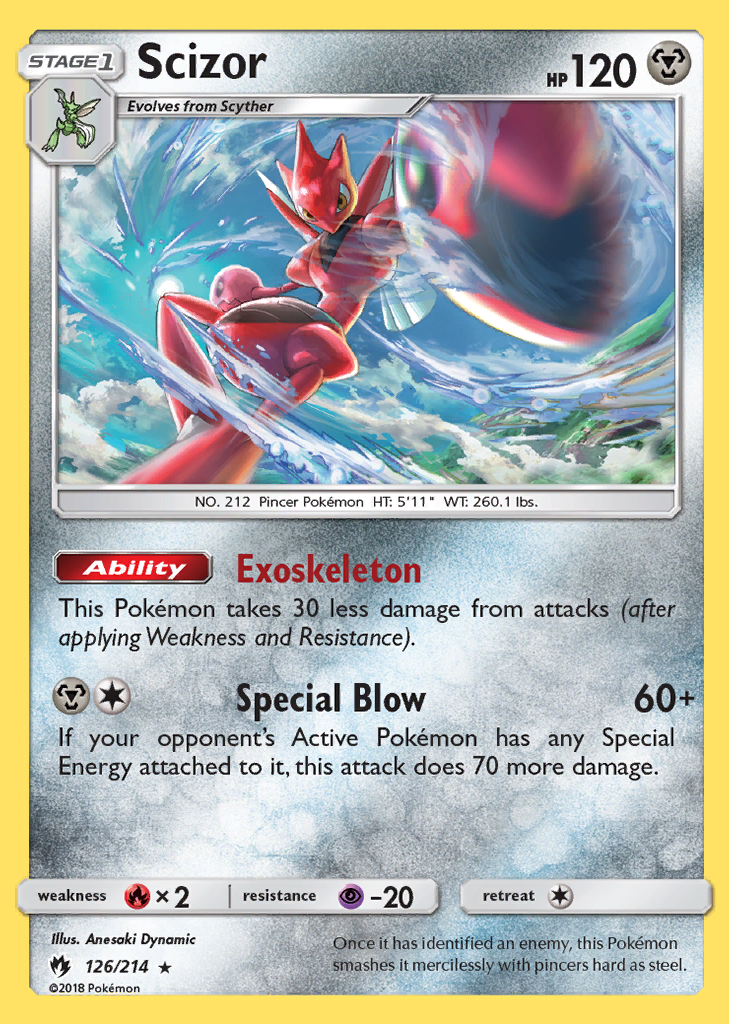 STAGE 1 Scizor HP 120
Evolves from Scyther
NO. 212 Pincer Pokémon HT: 5'11" WT: 260.1 lbs.
Ability Exoskeleton
This Pokémon takes 30 less damage from attacks (after
applying Weakness and Resistance).
Special Blow 60+
If your opponent's Active Pokémon has any Special
Energy attached to it, this attack does 70 more damage.
weakness ×2 resistance -20 retreat
Illus. Anesaki Dynamic
126/214 ★
©2018 Pokémon
Once it has identified an enemy, this Pokémon
smashes it mercilessly with pincers hard as steel.